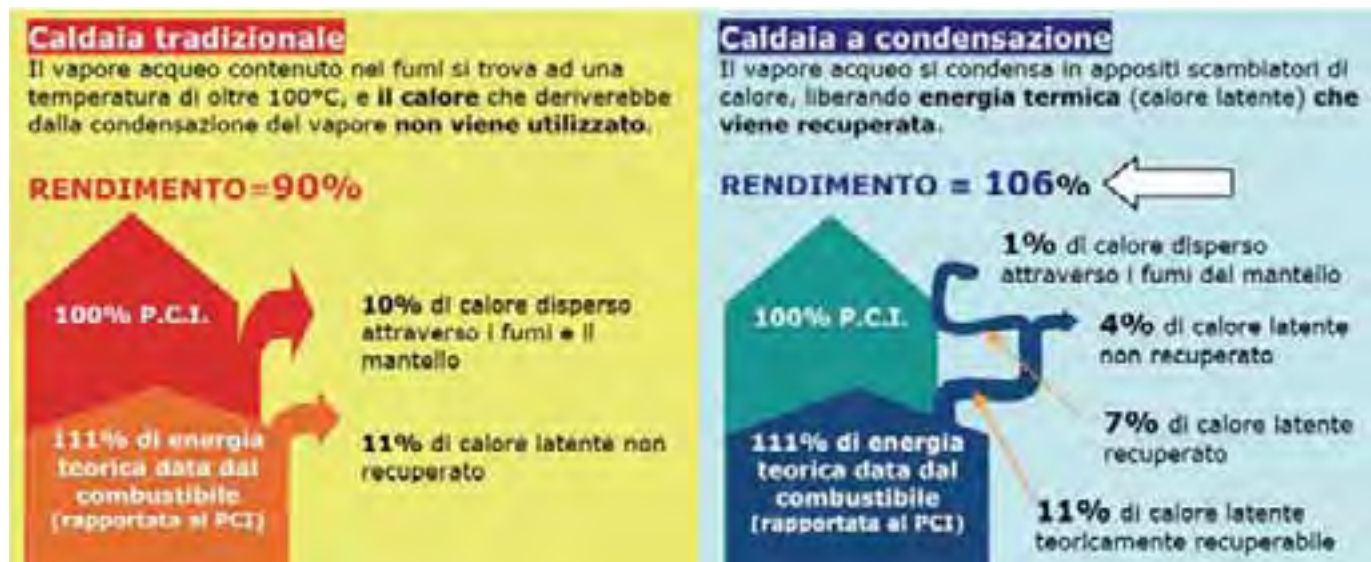 Caldaia tradizionale
Il vapore acqueo contenuto nei fumi si trova ad una
temperatura di oltre 100°C, e il calore che deriverebbe
dalla condensazione del vapore non viene utilizzato.
RENDIMENTO=90%
100% P.C.I.
10% di calore disperso
attraverso i fumi e il
mantello
111% di energia
teorica data dal
combustibile
(rapportata al PCI)
11% di calore latente non
recuperato
Caldaia a condensazione
Il vapore acqueo si condensa in appositi scambiatori di
calore, liberando energia termica (calore latente) che
viene recuperata.
RENDIMENTO = 106%
1% di calore disperso
attraverso i fumi del mantello
100% P.C.I.
4% di calore latente
non recuperato
7% di calore latente
recuperato
111% di energia
teorica data dal
combustibile
(rapportata al PCI)
11% di calore latente
teoricamente recuperabile